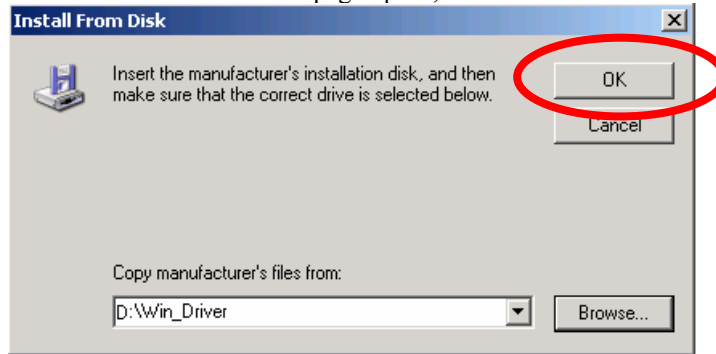 Install From Disk
Insert the manufacturer's installation disk, and then
make sure that the correct drive is selected below.
OK
Cancel
Copy manufacturer's files from:
D:\Win_Driver
Browse...